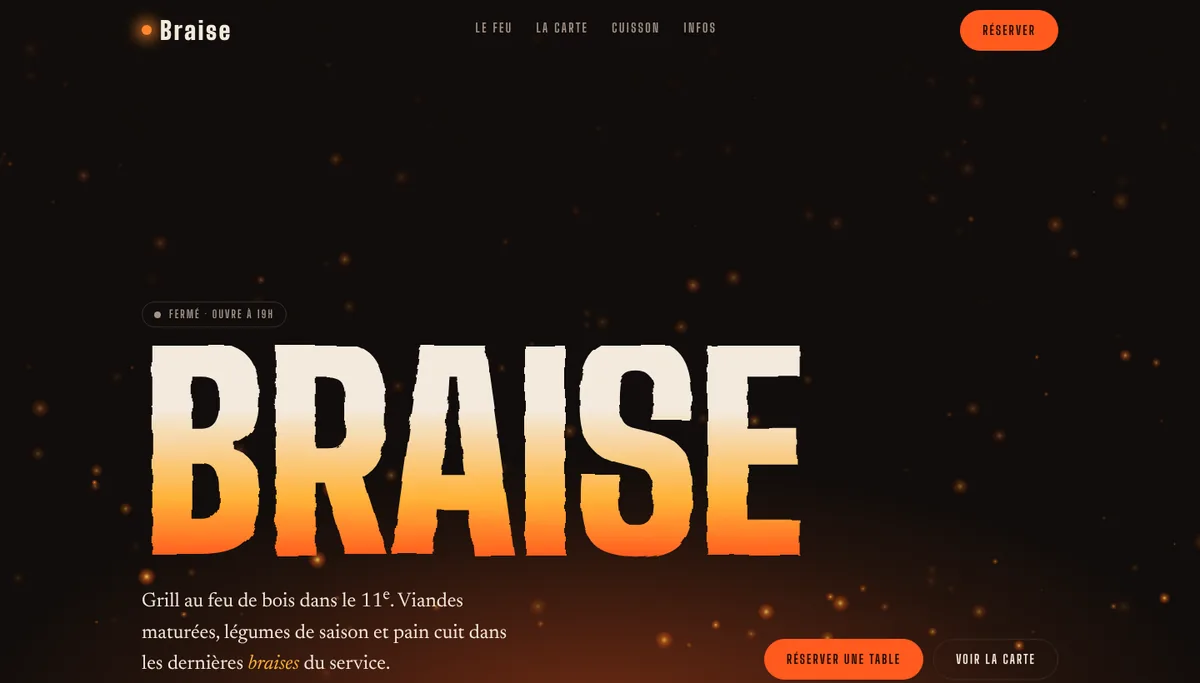 Braise
LE FEU LA CARTE CUISSON INFOS
RÉSERVER
FERMÉ · OUVRE À 19H
BRAISE
Grill au feu de bois dans le 11e. Viandes
maturées, légumes de saison et pain cuit dans
les dernières braises du service.
RÉSERVER UNE TABLE
VOIR LA CARTE